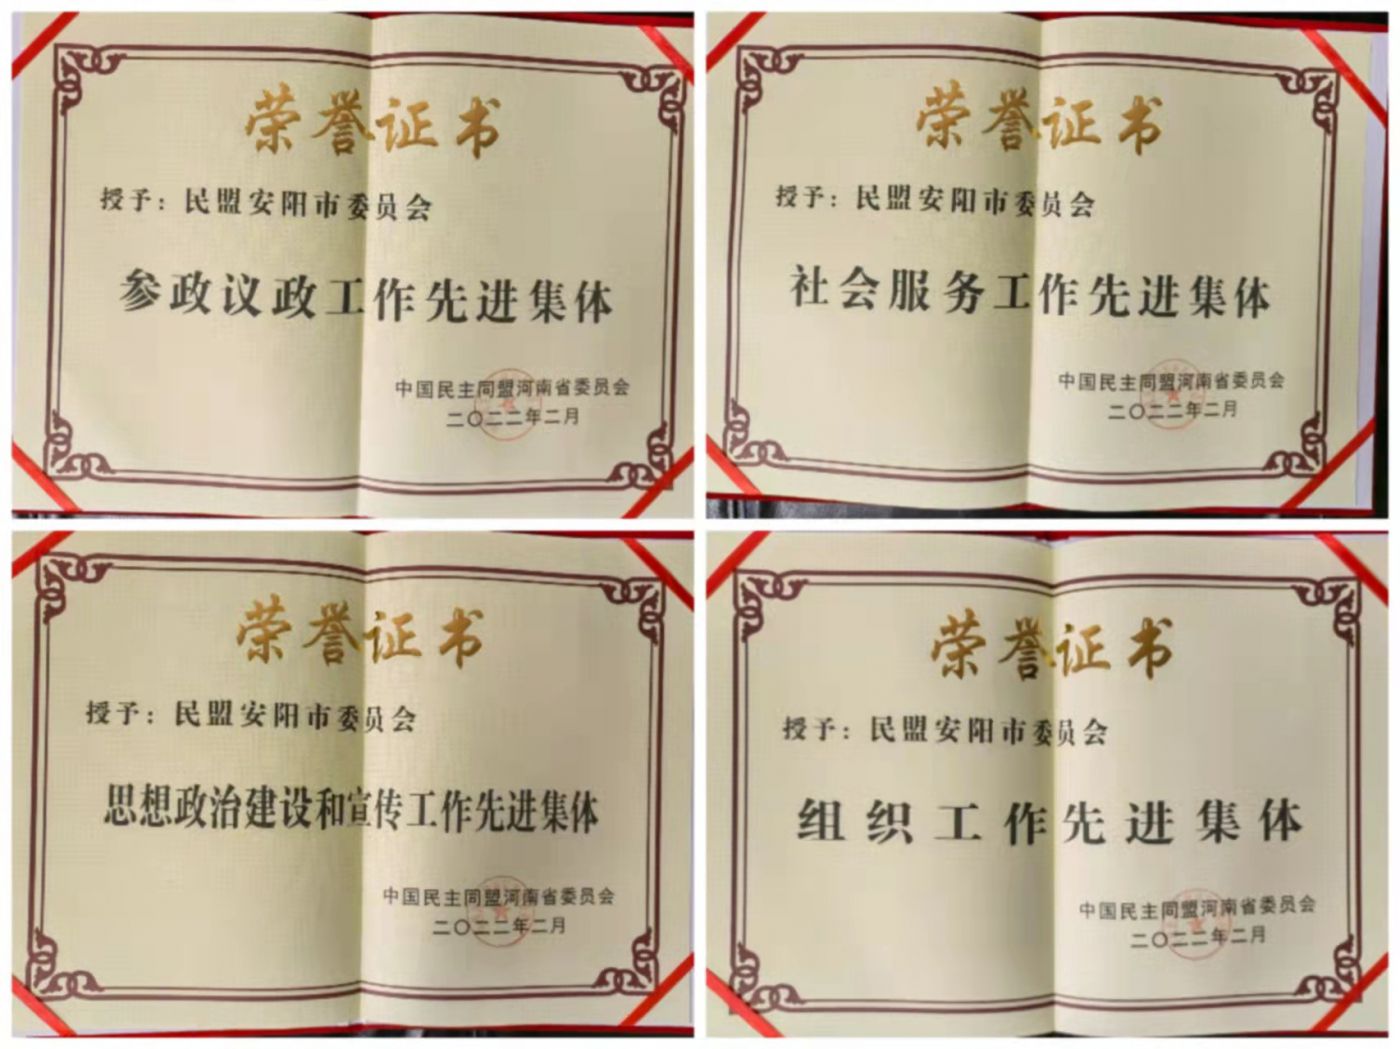 荣誉证书
授予：民盟安阳市委员会
参政议政工作先进集体
中国民主同盟河南省委员会
二〇二二年二月
荣誉证书
授予：民盟安阳市委员会
社会服务工作先进集体
中国民主同盟河南省委员会
二〇二二年二月
荣誉证书
授予：民盟安阳市委员会
思想政治建设和宣传工作先进集体
中国民主同盟河南省委员会
二〇二二年二月
荣誉证书
授予：民盟安阳市委员会
组织工作先进集体
中国民主同盟河南省委员会
二〇二二年二月